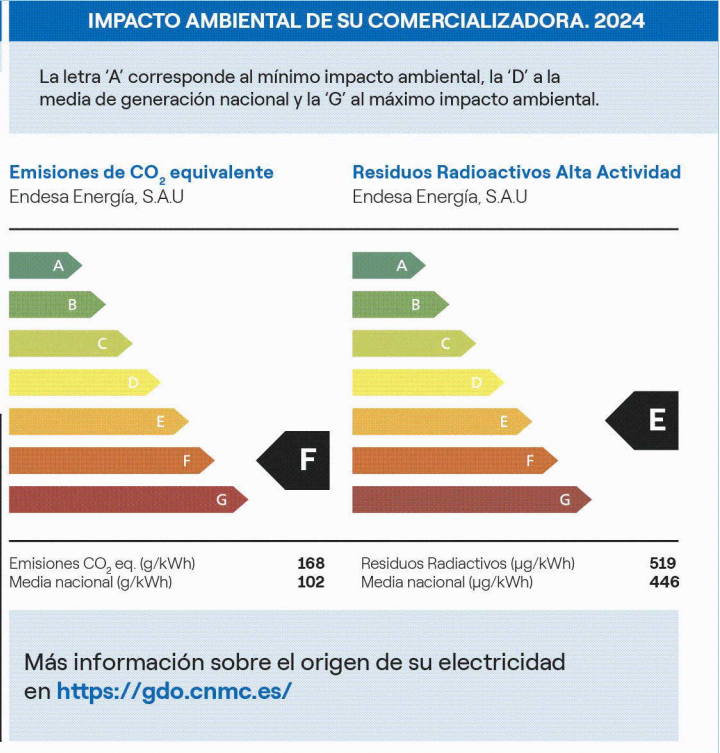 IMPACTO AMBIENTAL DE SU COMERCIALIZADORA. 2024
La letra ‘A’ corresponde al mínimo impacto ambiental, la ‘D’ a la
media de generación nacional y la ‘G’ al máximo impacto ambiental.
Emisiones de CO₂ equivalente
Endesa Energía, S.A.U
A
B
C
D
E
F
G
F
Emisiones CO₂ eq. (g/kWh) 168
Media nacional (g/kWh) 102
Residuos Radioactivos Alta Actividad
Endesa Energía, S.A.U
A
B
C
D
E
F
G
E
Residuos Radiactivos (µg/kWh) 519
Media nacional (µg/kWh) 446
Más información sobre el origen de su electricidad
en https://gdo.cnmc.es/